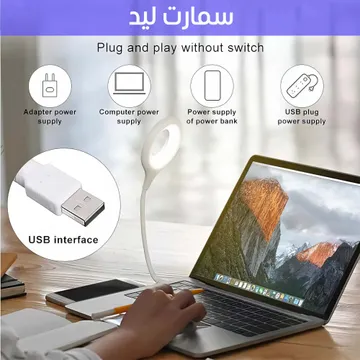 سمارت ليد
Plug and play without switch
Adapter power supply
Computer power supply
Power supply of power bank
USB plug power supply
USB interface